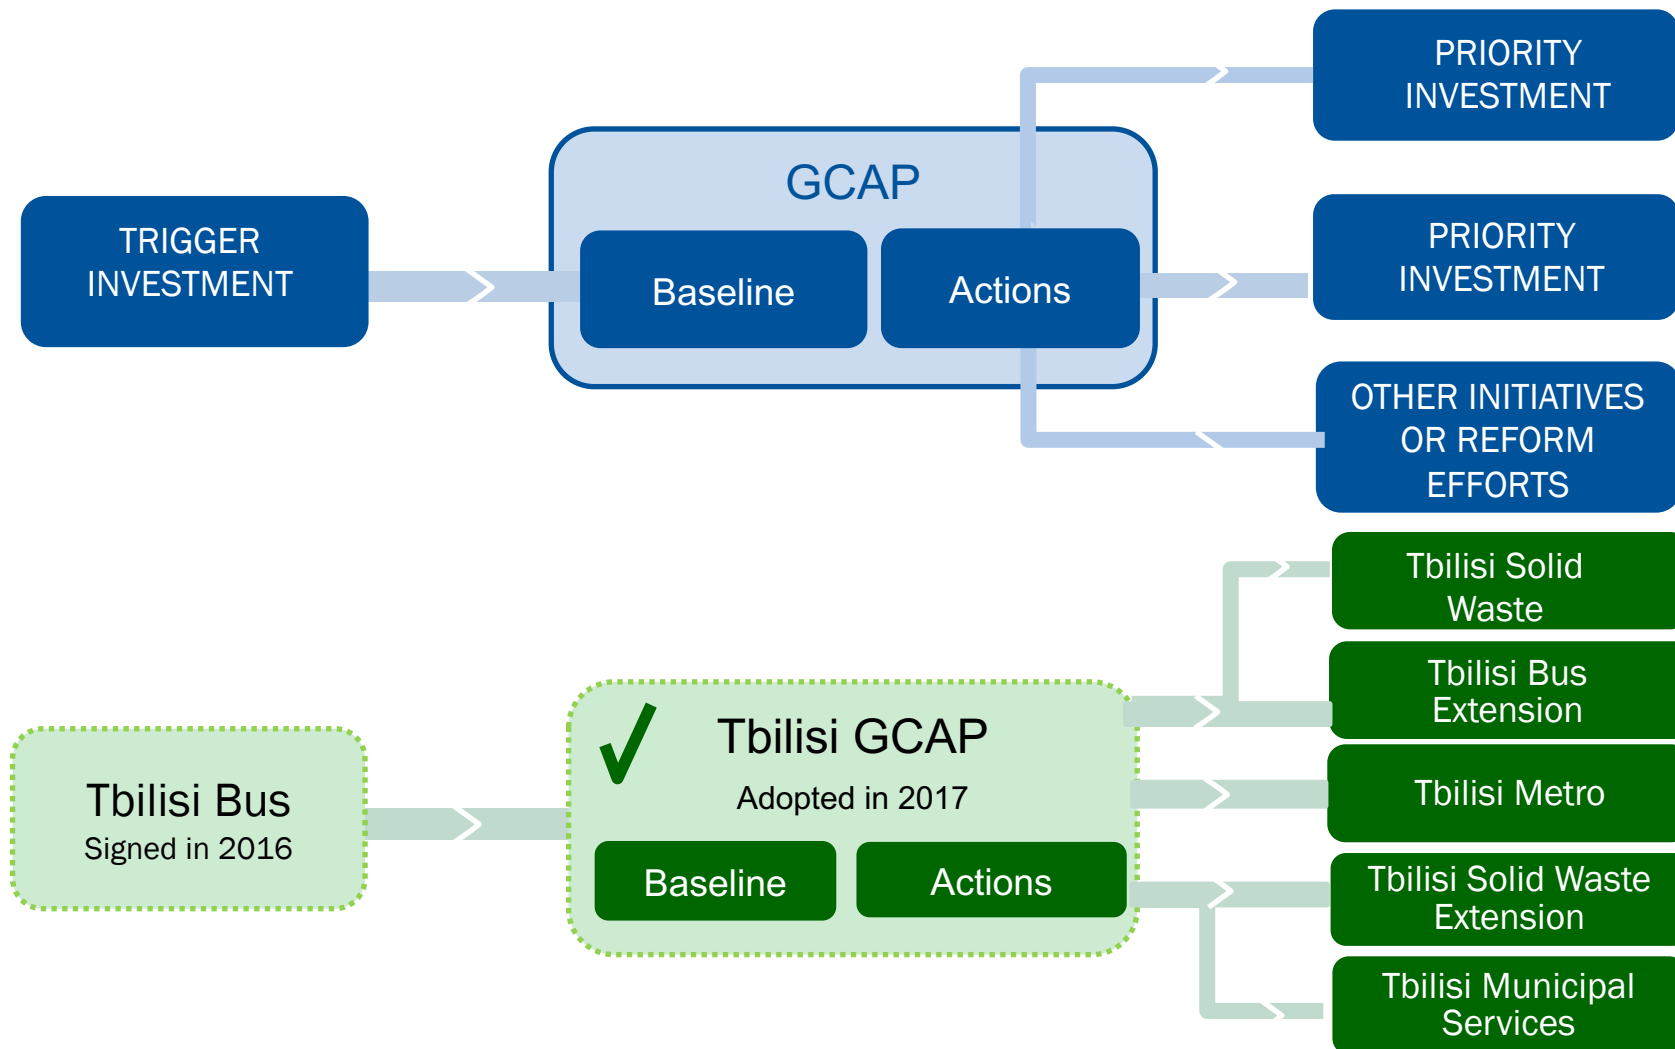 TRIGGER
INVESTMENT
GCAP
Baseline
Actions
PRIORITY
INVESTMENT
PRIORITY
INVESTMENT
OTHER INITIATIVES
OR REFORM
EFFORTS
Tbilisi Bus
Signed in 2016
Tbilisi GCAP
Adopted in 2017
Baseline
Actions
Tbilisi Solid
Waste
Tbilisi Bus
Extension
Tbilisi Metro
Tbilisi Solid Waste
Extension
Tbilisi Municipal
Services